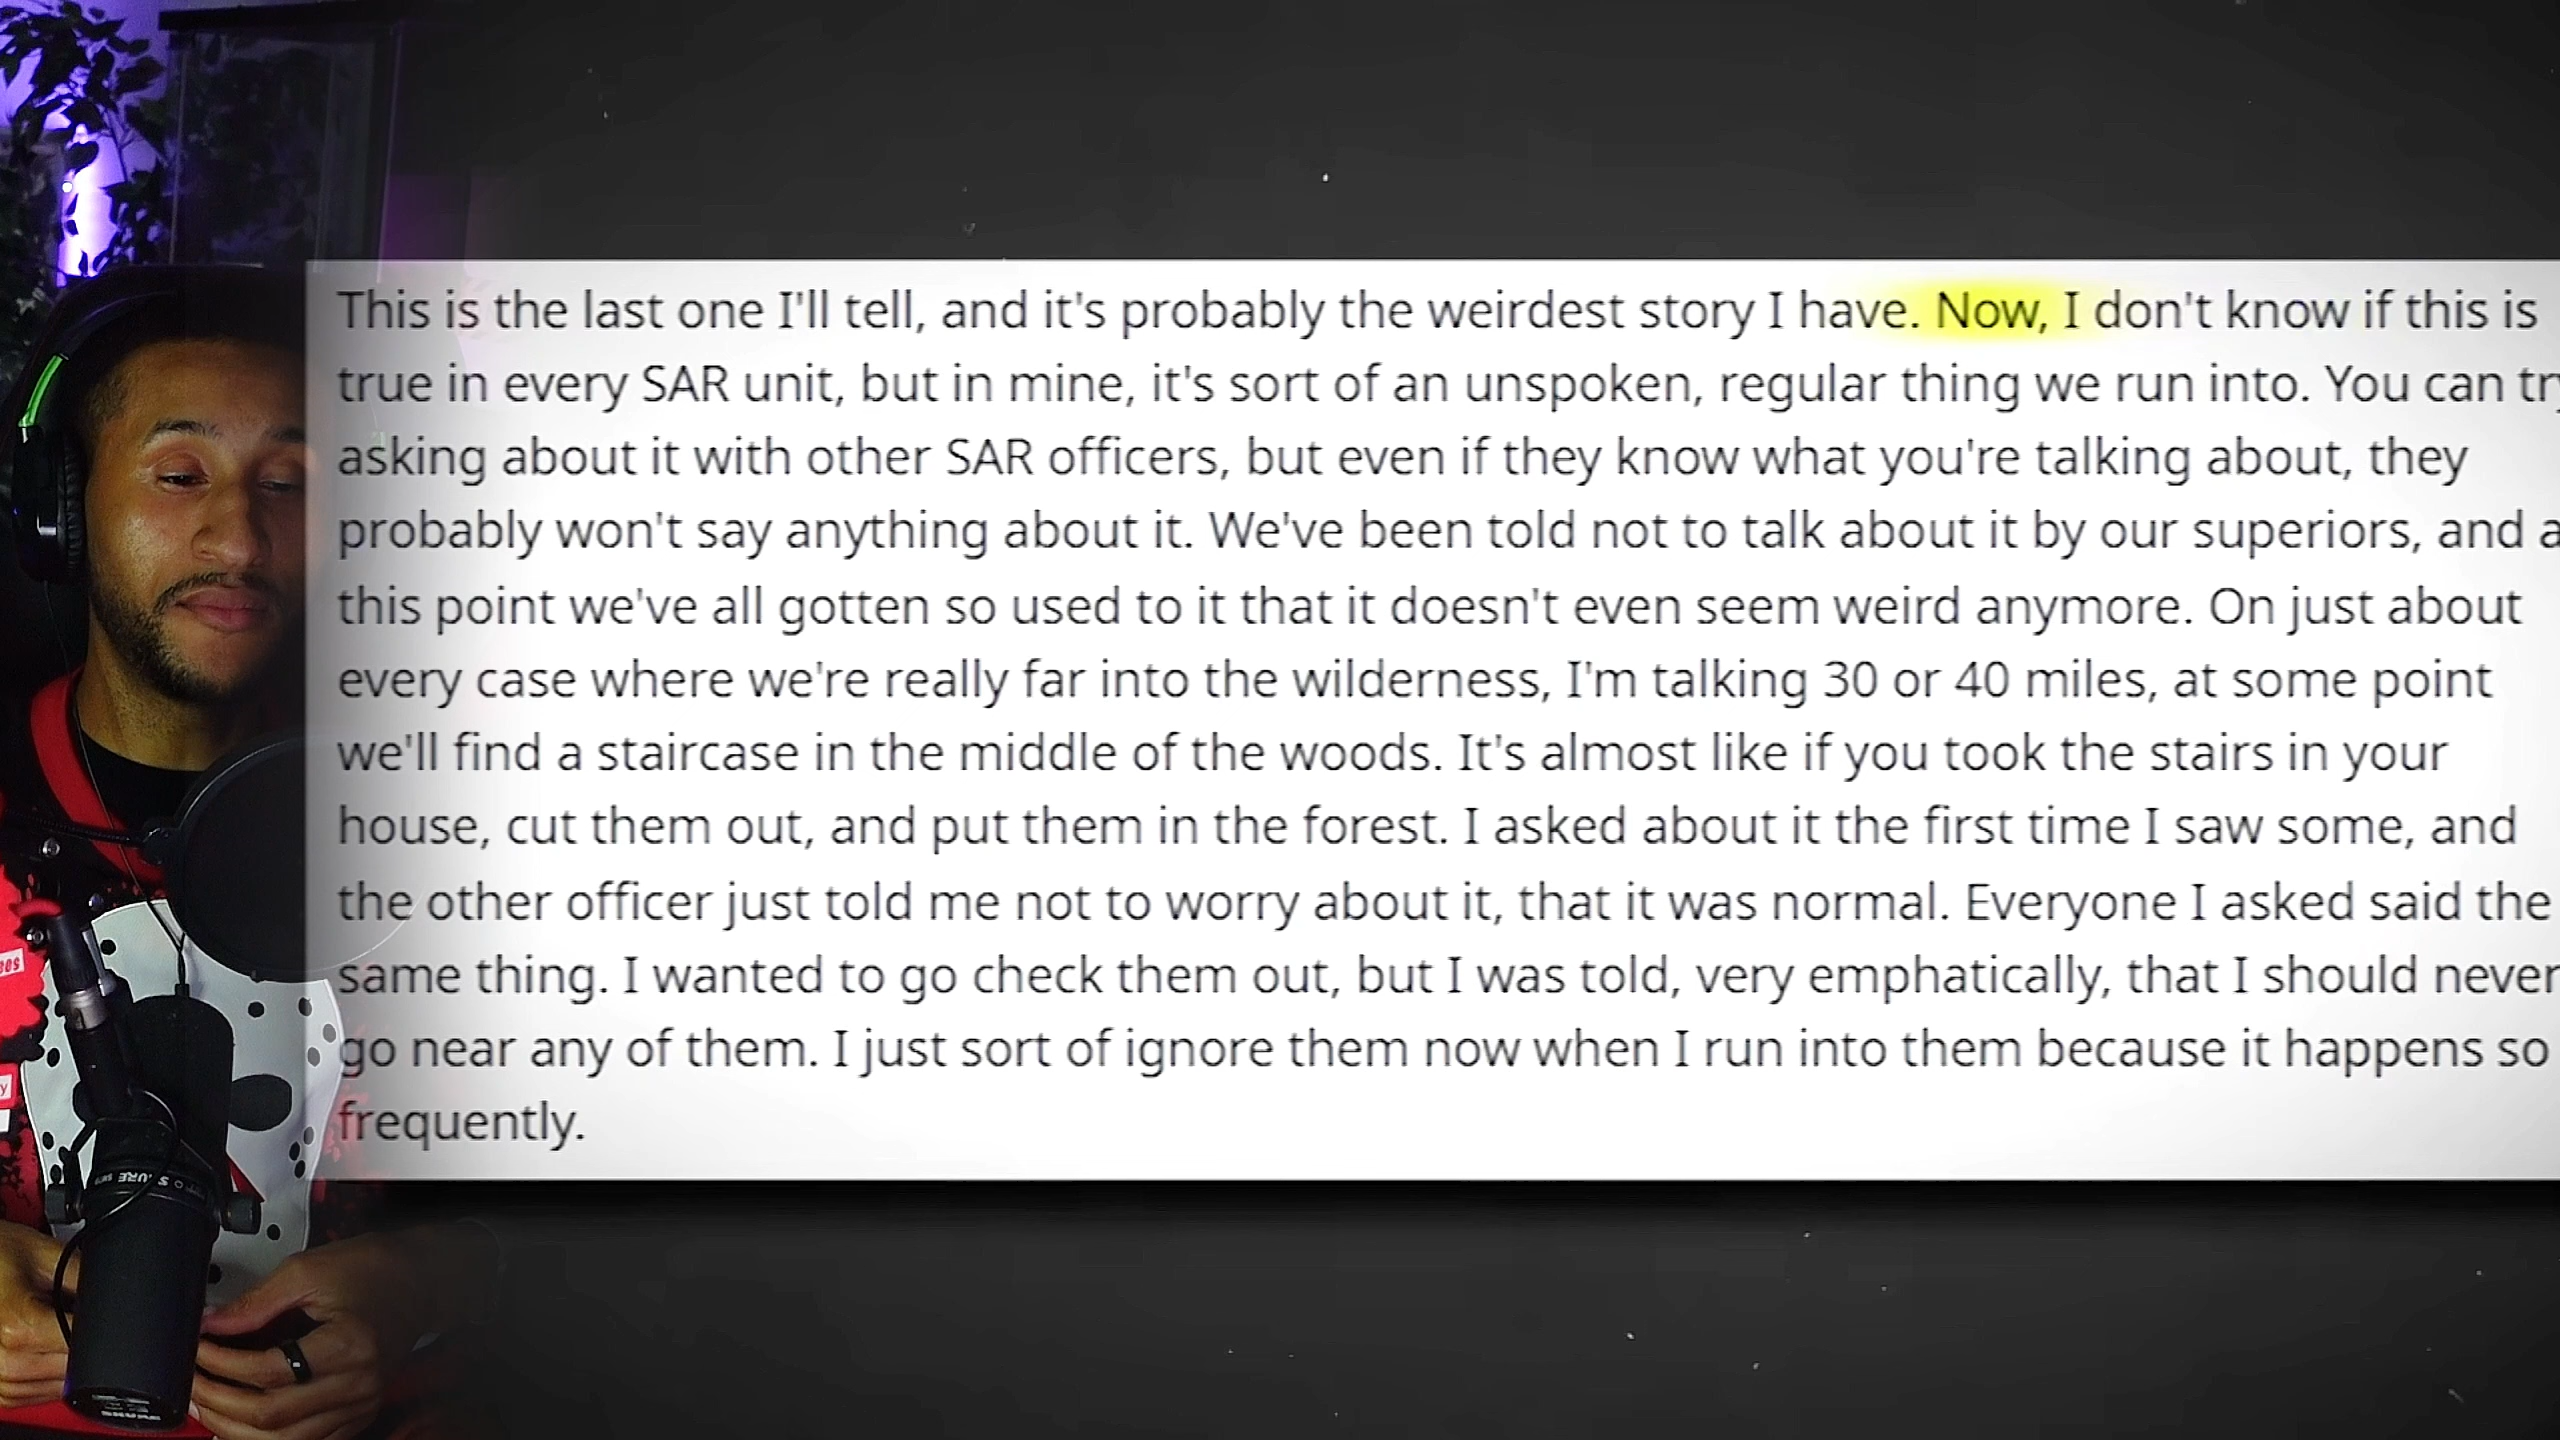 This is the last one I'll tell, and it's probably the weirdest story I have. Now, I don't know if this is
true in every SAR unit, but in mine, it's sort of an unspoken, regular thing we run into. You can try
asking about it with other SAR officers, but even if they know what you're talking about, they
probably won't say anything about it. We've been told not to talk about it by our superiors, and a
this point we've all gotten so used to it that it doesn't even seem weird anymore. On just about
every case where we're really far into the wilderness, I'm talking 30 or 40 miles, at some point
we'll find a staircase in the middle of the woods. It's almost like if you took the stairs in your
house, cut them out, and put them in the forest. I asked about it the first time I saw some, and
the other officer just told me not to worry about it, that it was normal. Everyone I asked said the
same thing. I wanted to go check them out, but I was told, very emphatically, that I should never
go near any of them. I just sort of ignore them now when I run into them because it happens so
frequently.
SHURE